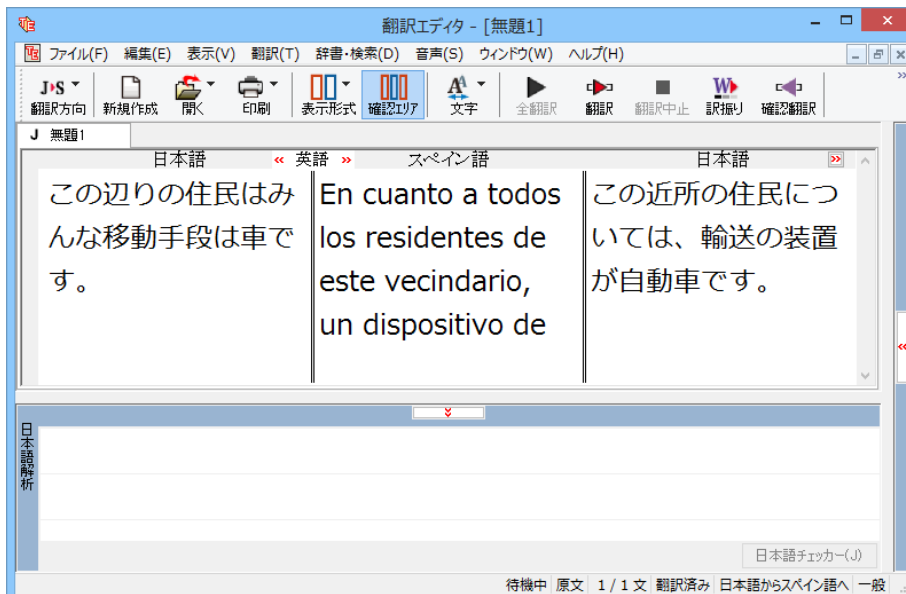 翻訳エディタ - [無題1]
ファイル(F) 編集(E) 表示(V) 翻訳(T) 辞書・検索(D) 音声(S) ウィンドウ(W) ヘルプ(H)
J▸S
翻訳方向 新規作成 開く 印刷 表示形式 確認エリア 文字 全翻訳 翻訳 翻訳中止 訳振り 確認翻訳
J 無題1
日本語 « 英語 » スペイン語 日本語 »
この辺りの住民はみ
んな移動手段は車で
す。
En cuanto a todos
los residentes de
este vecindario,
un dispositivo de
この近所の住民につ
いては、輸送の装置
が自動車です。
日本語解析
日本語チェッカー(J)
待機中 原文 1 / 1 文 翻訳済み 日本語からスペイン語へ 一般